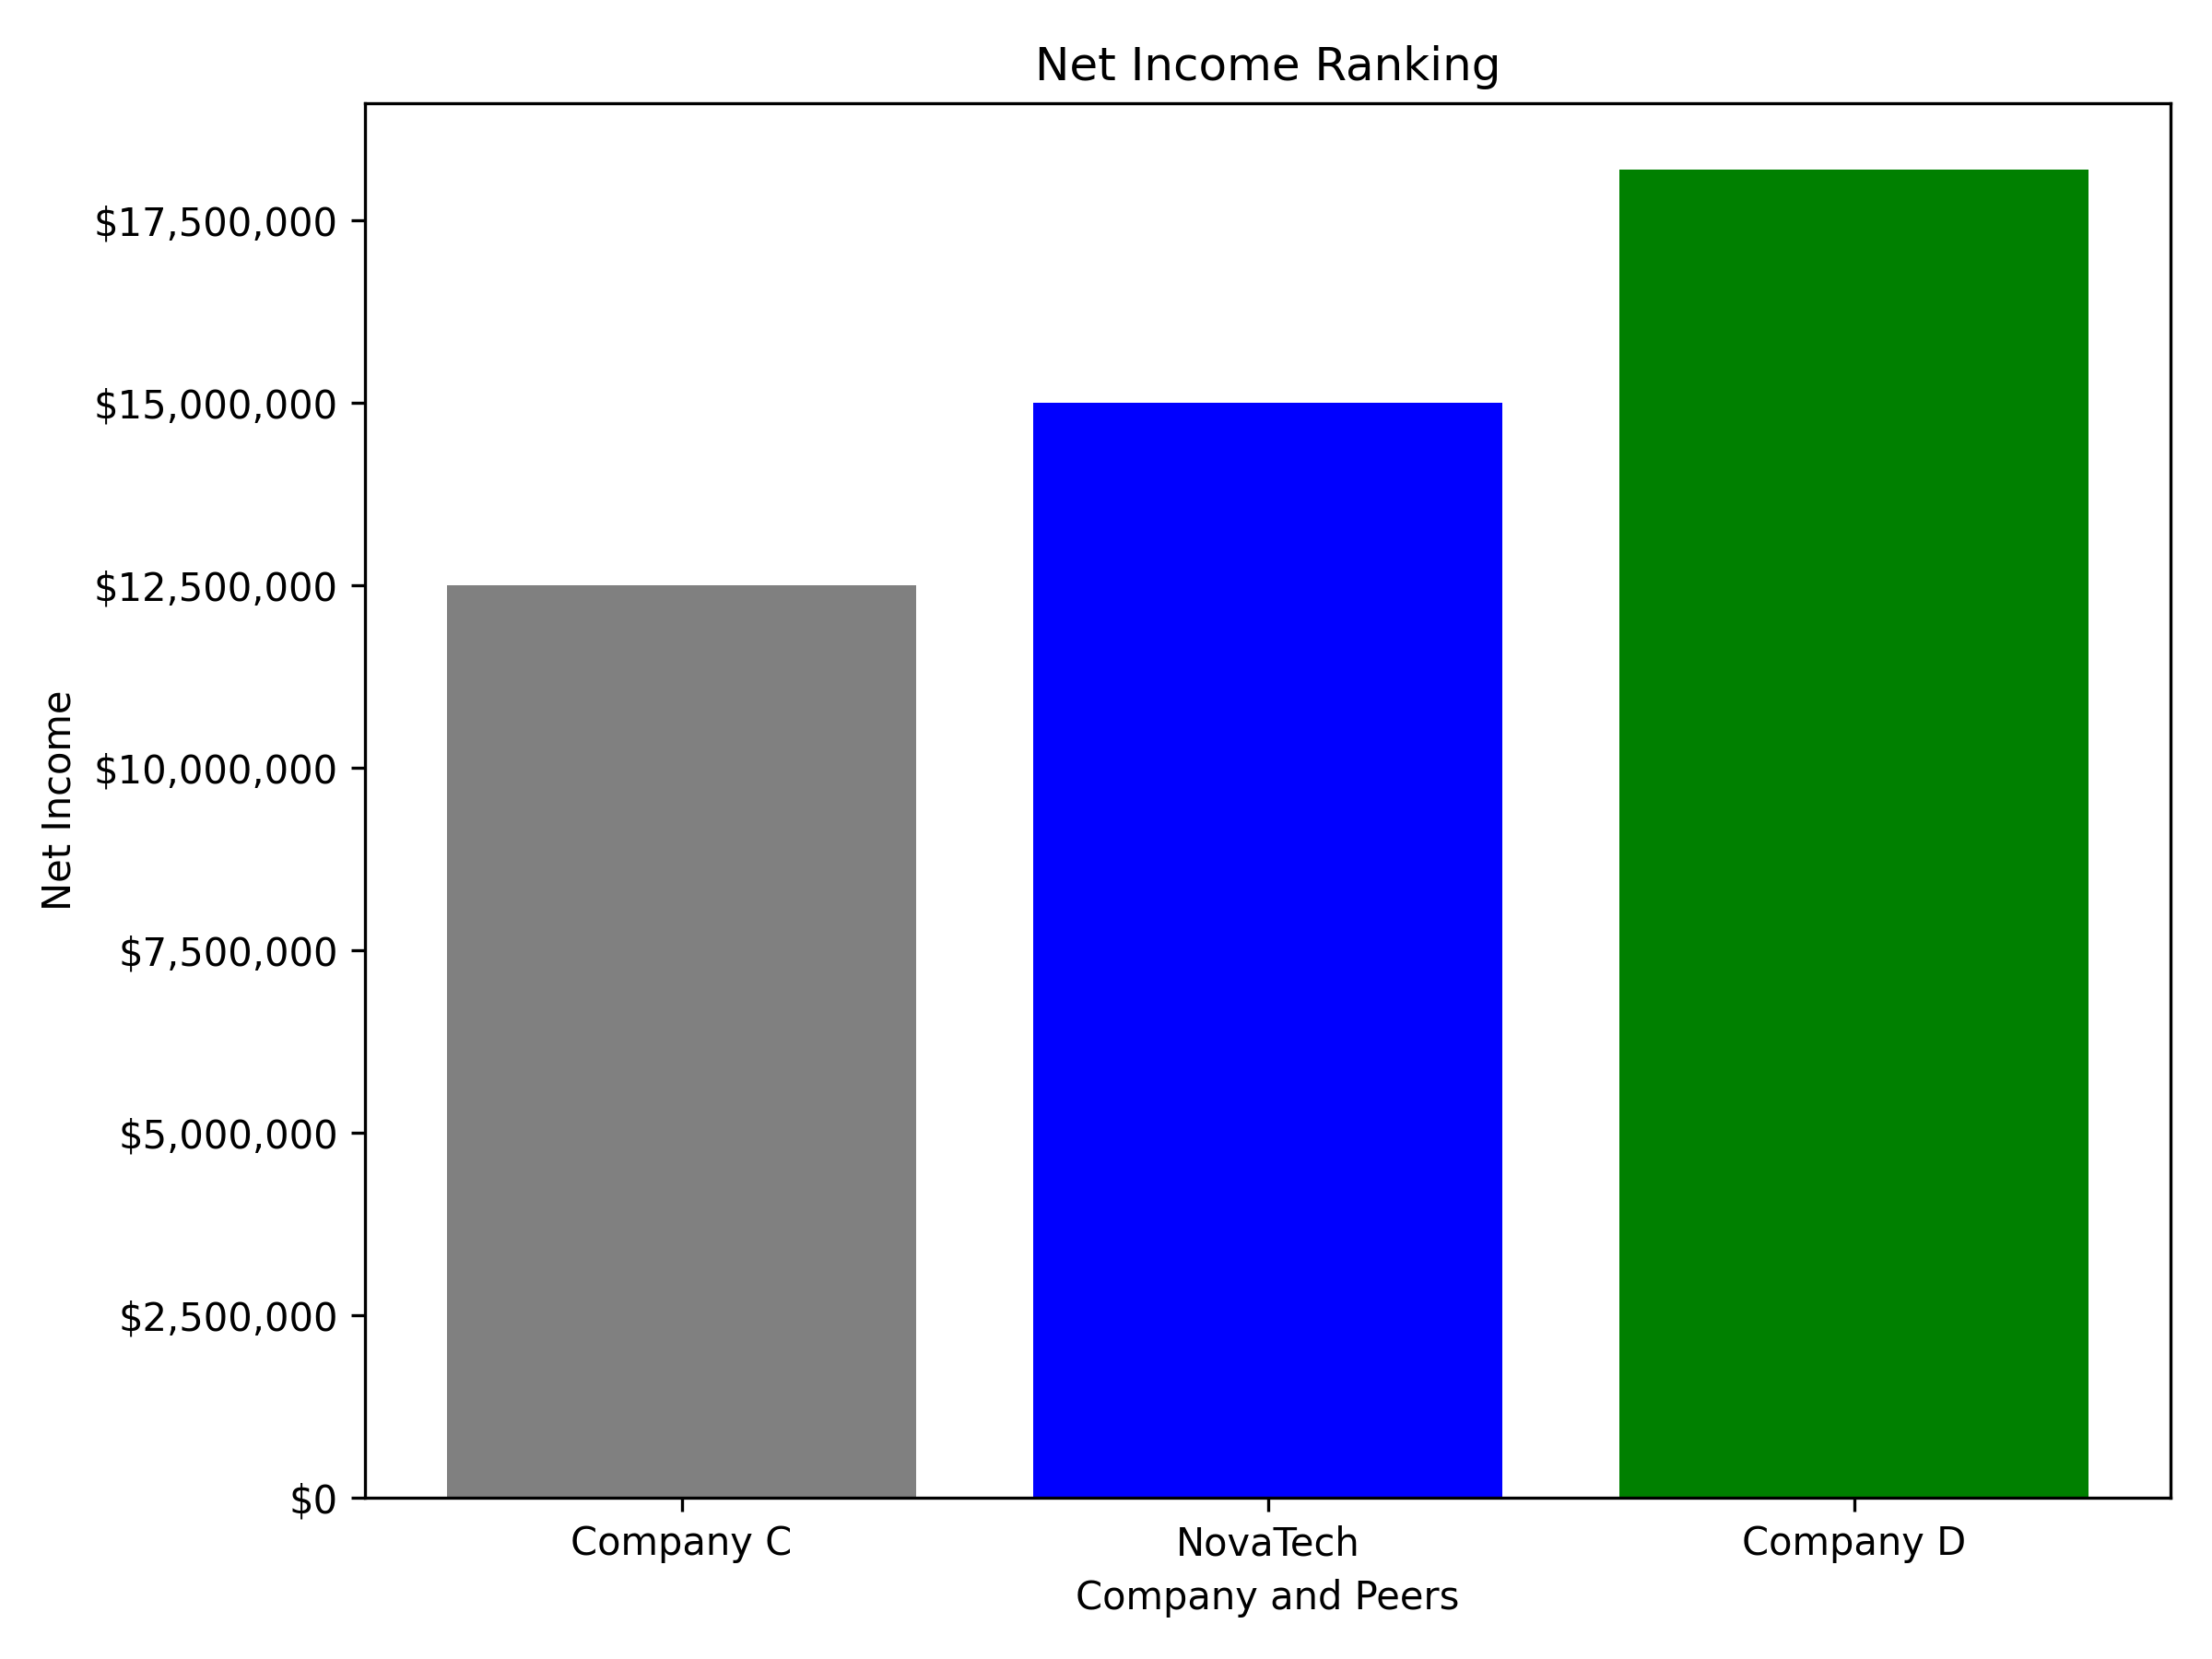 Net Income Ranking
$17,500,000
$15,000,000
$12,500,000
$10,000,000
$7,500,000
$5,000,000
$2,500,000
$0
Net Income
Company C
NovaTech
Company D
Company and Peers